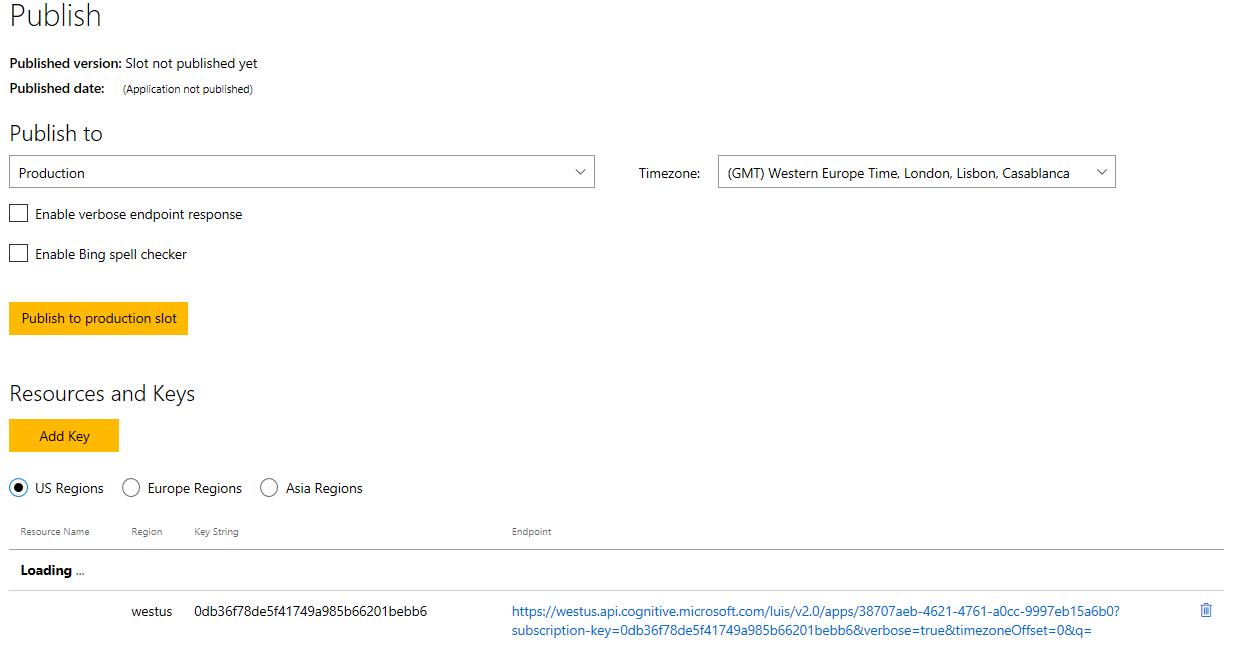 Publish
Published version: Slot not published yet
Published date: (Application not published)
Publish to
Production
Timezone: (GMT) Western Europe Time, London, Lisbon, Casablanca
Enable verbose endpoint response
Enable Bing spell checker
Publish to production slot
Resources and Keys
Add Key
US Regions Europe Regions Asia Regions
Resource Name Region Key String Endpoint
Loading ...
westus 0db36f78de5f41749a985b66201bebb6 https://westus.api.cognitive.microsoft.com/luis/v2.0/apps/38707aeb-4621-4761-a0cc-9997eb15a6b0?
subscription-key=0db36f78de5f41749a985b66201bebb6&verbose=true&timezoneOffset=0&q=